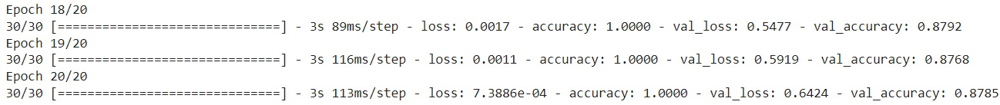 Epoch 18/20
30/30 [==============================] - 3s 89ms/step - loss: 0.0017 - accuracy: 1.0000 - val_loss: 0.5477 - val_accuracy: 0.8792
Epoch 19/20
30/30 [==============================] - 3s 116ms/step - loss: 0.0011 - accuracy: 1.0000 - val_loss: 0.5919 - val_accuracy: 0.8768
Epoch 20/20
30/30 [==============================] - 3s 113ms/step - loss: 7.3886e-04 - accuracy: 1.0000 - val_loss: 0.6424 - val_accuracy: 0.8785